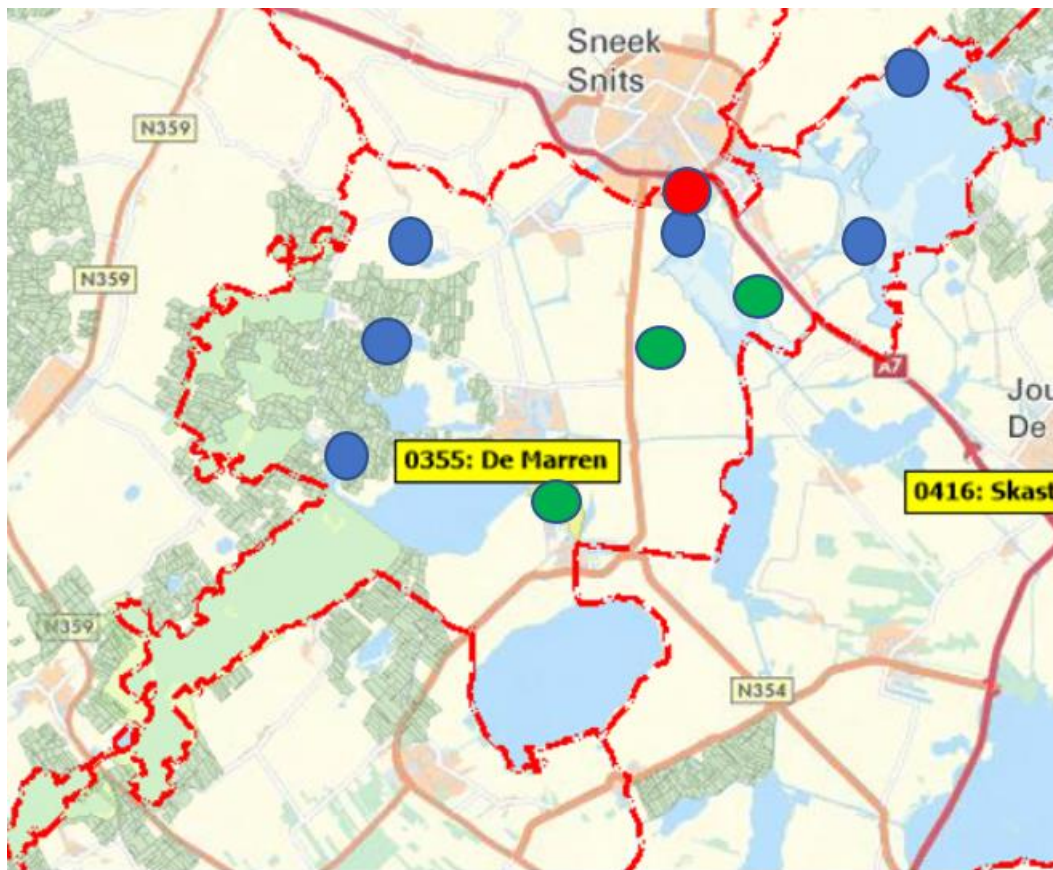 Sneek
Snits
N359
N359
A7
Jou
De
0355: De Marren
0416: Skast
N359
N354